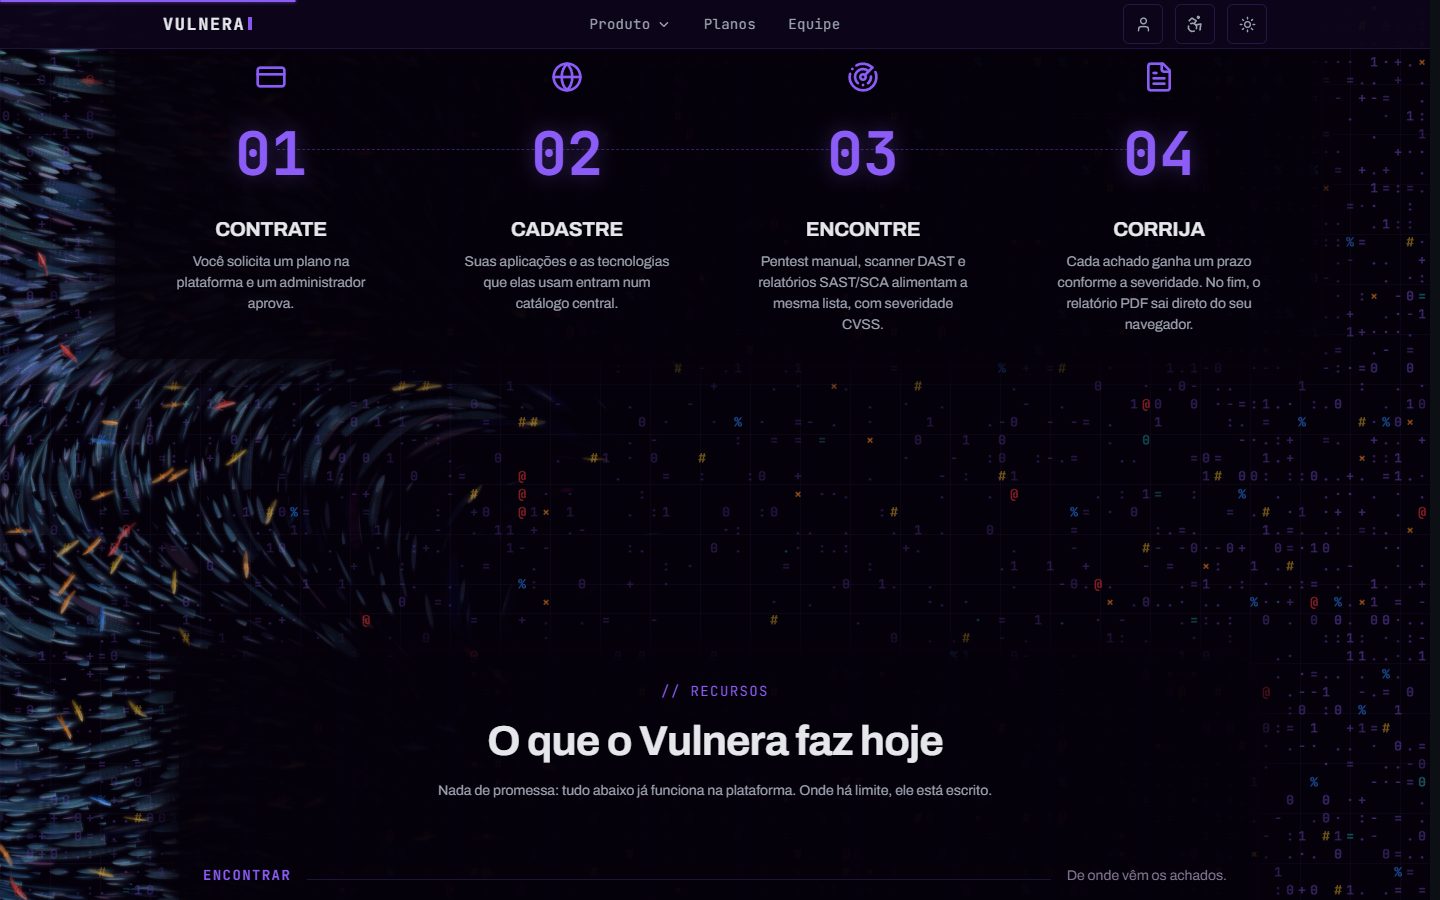 VULNERA
Produto
Planos
Equipe
01
02
03
04
CONTRATE
CADASTRE
ENCONTRE
CORRIJA
Você solicita um plano na
plataforma e um administrador
aprova.
Suas aplicações e as tecnologias
que elas usam entram num
catálogo central.
Pentest manual, scanner DAST e
relatórios SAST/SCA alimentam a
mesma lista, com severidade
CVSS.
Cada achado ganha um prazo
conforme a severidade. No fim, o
relatório PDF sai direto do seu
navegador.
// RECURSOS
O que o Vulnera faz hoje
Nada de promessa: tudo abaixo já funciona na plataforma. Onde há limite, ele está escrito.
ENCONTRAR
De onde vêm os achados.